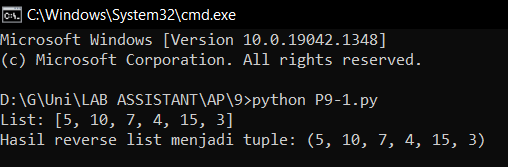 C:\Windows\System32\cmd.exe
Microsoft Windows [Version 10.0.19042.1348]
(c) Microsoft Corporation. All rights reserved.
D:\G\Uni\LAB ASSISTANT\AP\9>python P9-1.py
List: [5, 10, 7, 4, 15, 3]
Hasil reverse list menjadi tuple: (5, 10, 7, 4, 15, 3)